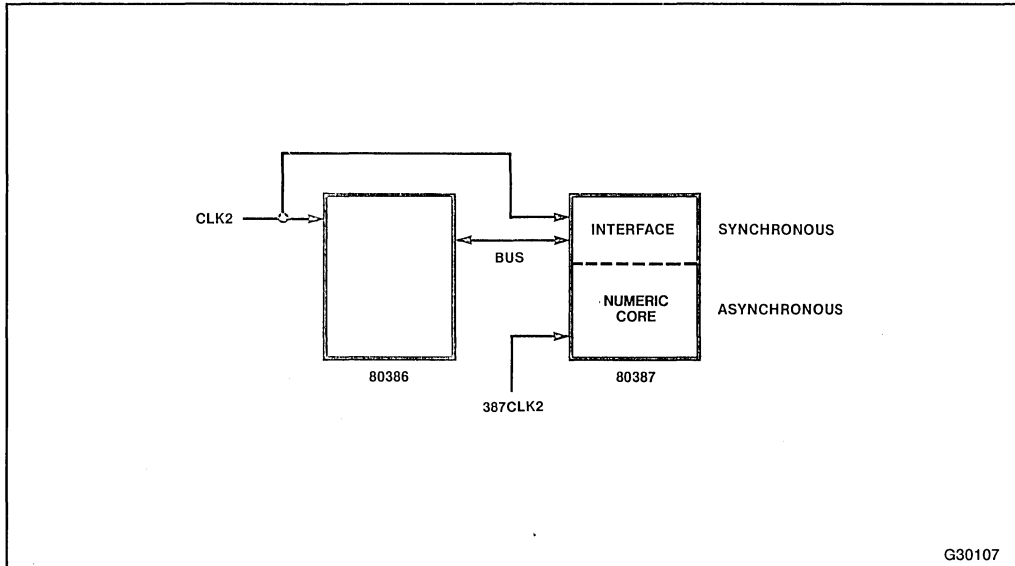 CLK2
BUS
INTERFACE
SYNCHRONOUS
NUMERIC
CORE
ASYNCHRONOUS
80386
80387
387CLK2
G30107